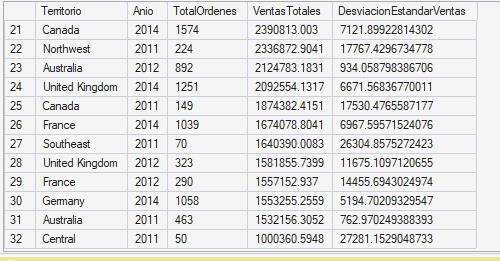 Territorio Anio TotalOrdenes VentasTotales DesviacionEstandarVentas
21 Canada 2014 1574 2390813.003 7121.89922814302
22 Northwest 2011 224 2336872.9041 17767.4296734778
23 Australia 2012 892 2124783.1831 934.058798386706
24 United Kingdom 2014 1251 2092554.1317 6671.56836770011
25 Canada 2011 149 1874382.4151 17530.4765587177
26 France 2014 1039 1674078.8041 6967.59571524076
27 Southeast 2011 70 1640390.0083 26304.8575272423
28 United Kingdom 2012 323 1581855.7399 11675.1097120655
29 France 2012 290 1557152.937 14455.6943024974
30 Germany 2014 1058 1553255.2559 5194.70209329547
31 Australia 2011 463 1532156.3052 762.970249388393
32 Central 2011 50 1000360.5948 27281.1529048733